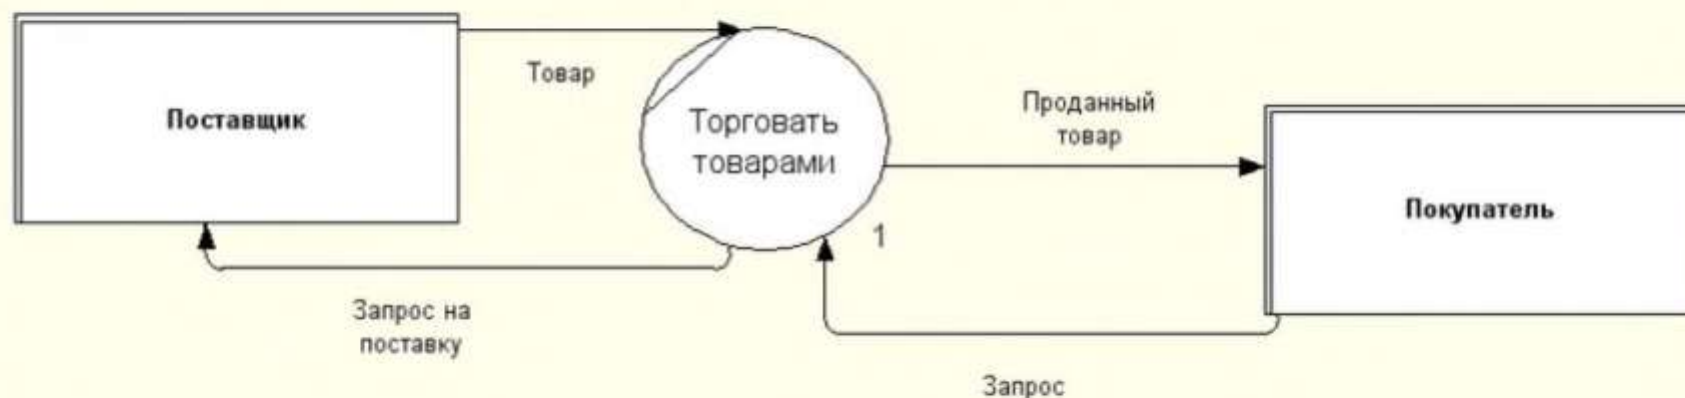 Товар
Поставщик
Торговать
товарами
Проданный
товар
Покупатель
1
Запрос на
поставку
Запрос